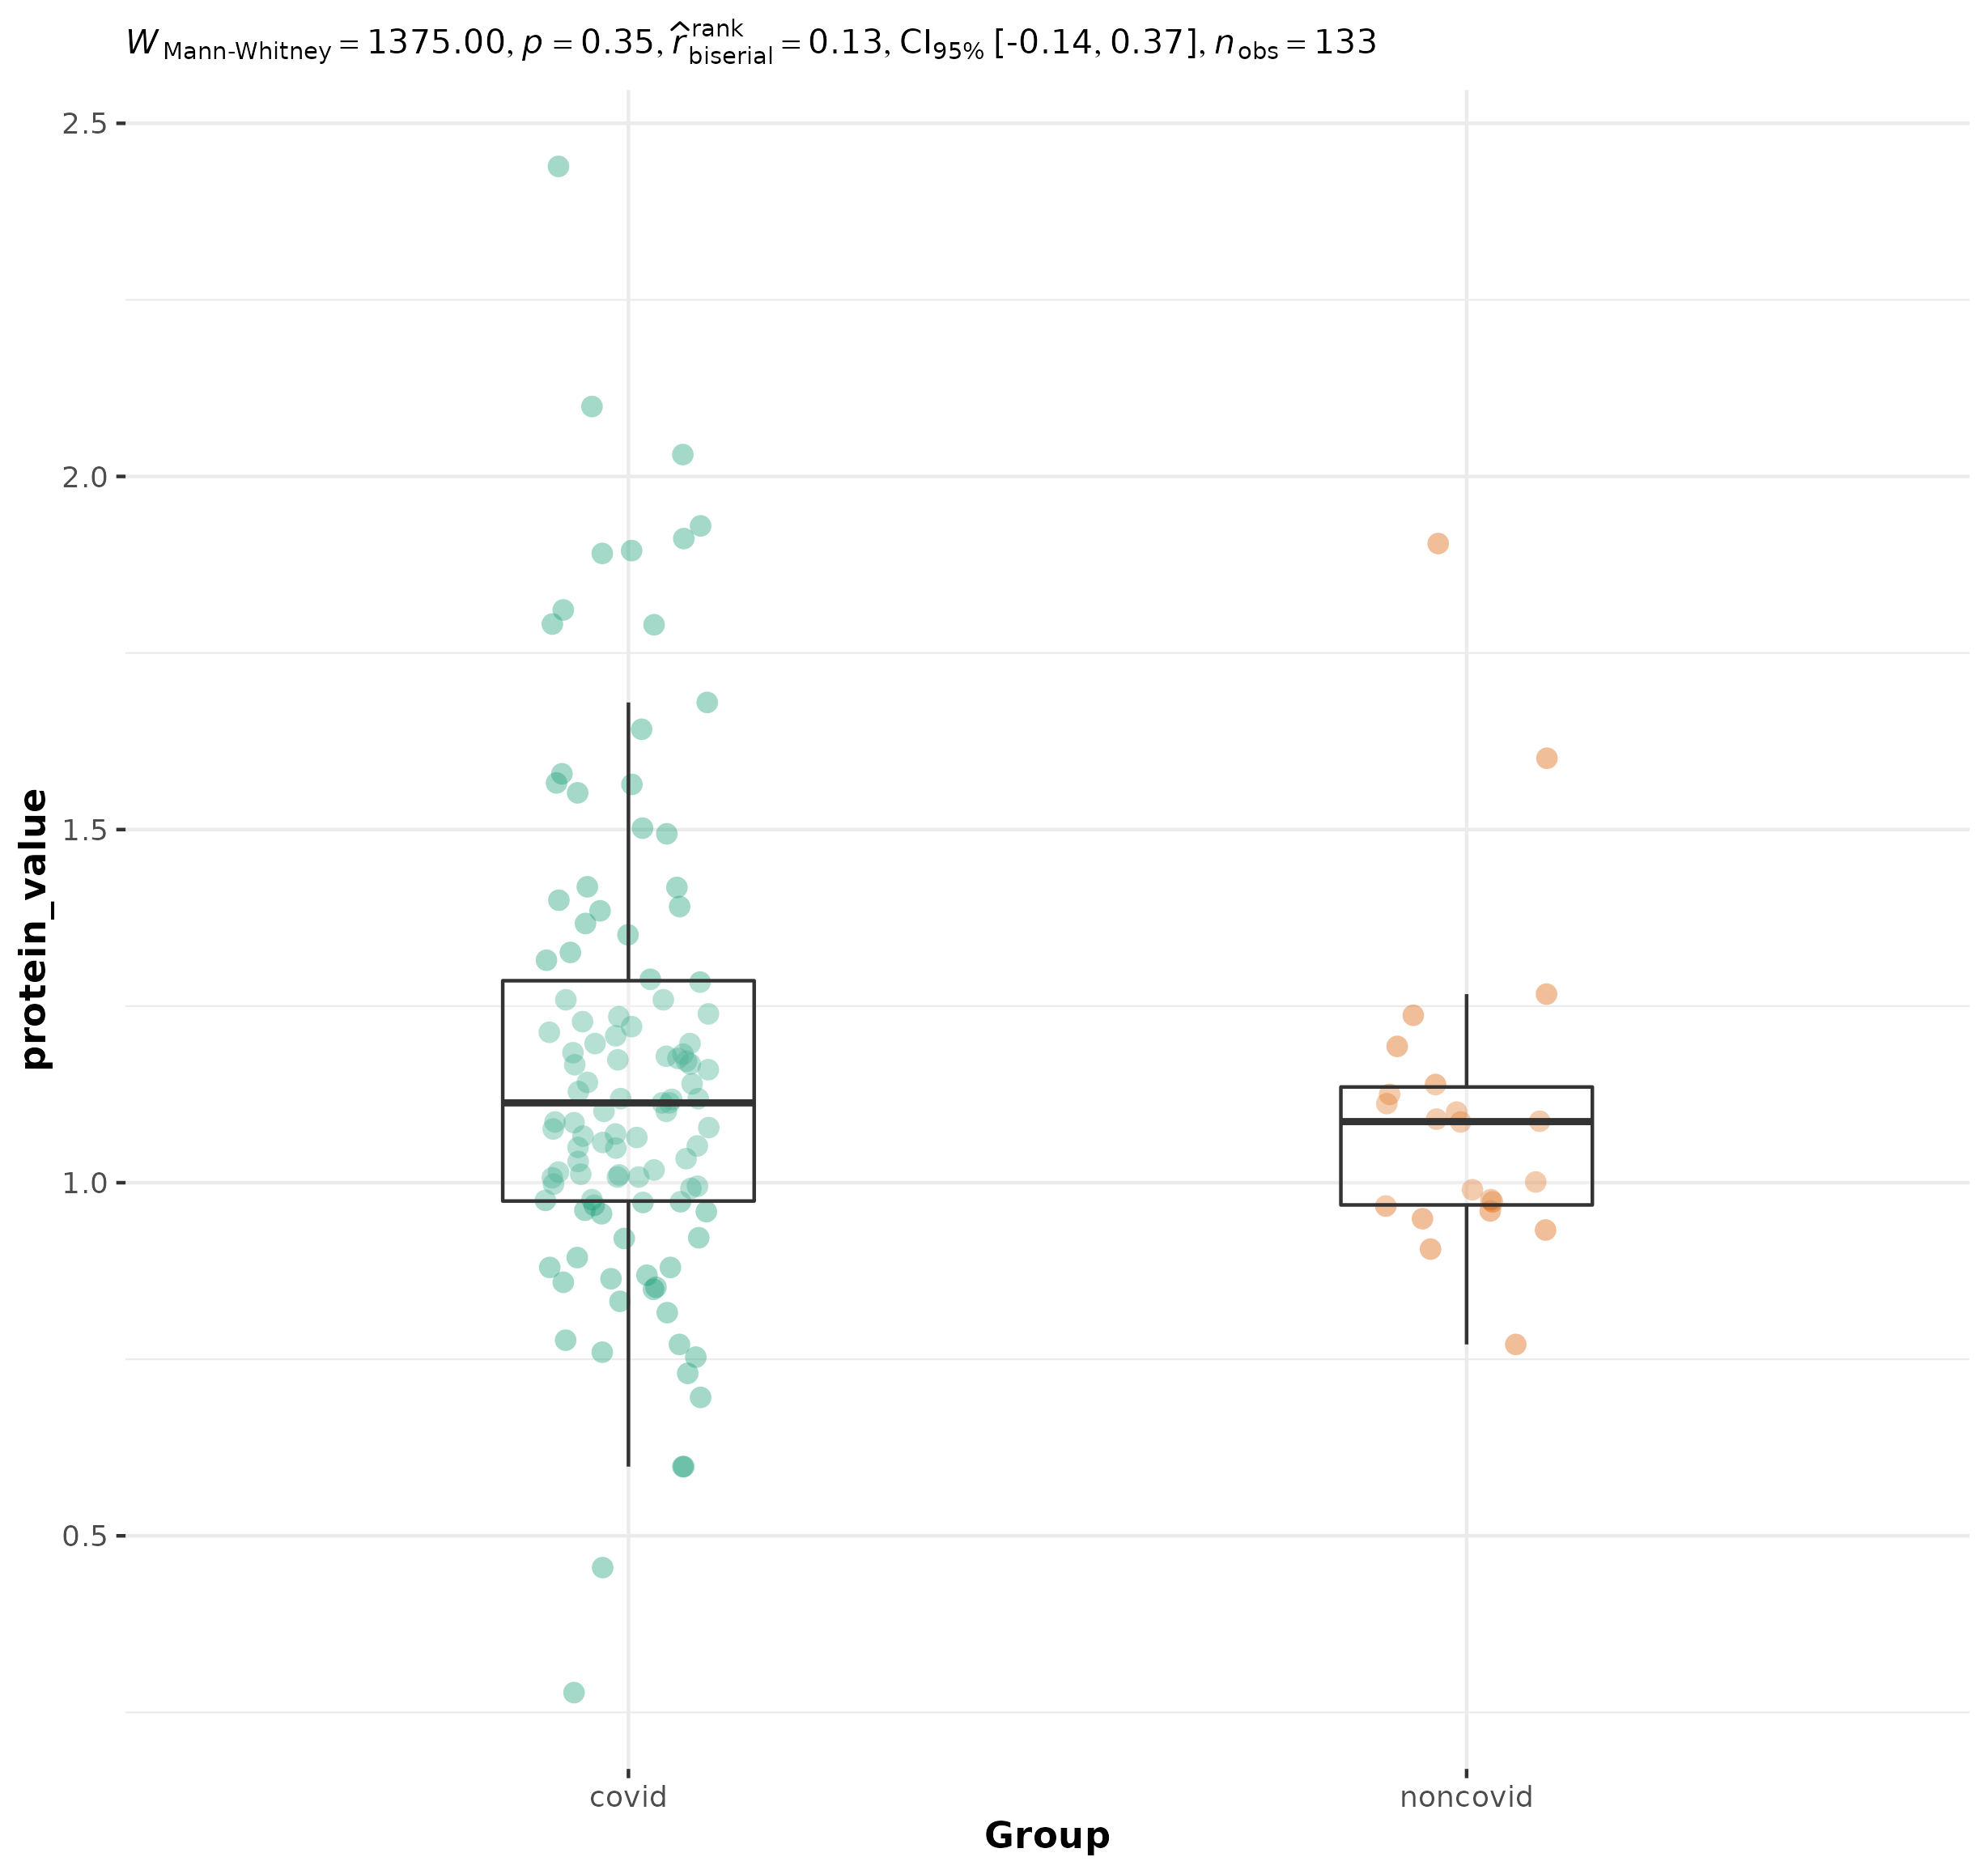 W Mann-Whitney = 1375.00, p = 0.35, r̂ rank biserial = 0.13, CI95% [-0.14, 0.37], n obs = 133
2.5
2.0
1.5
1.0
0.5
protein_value
covid noncovid
Group